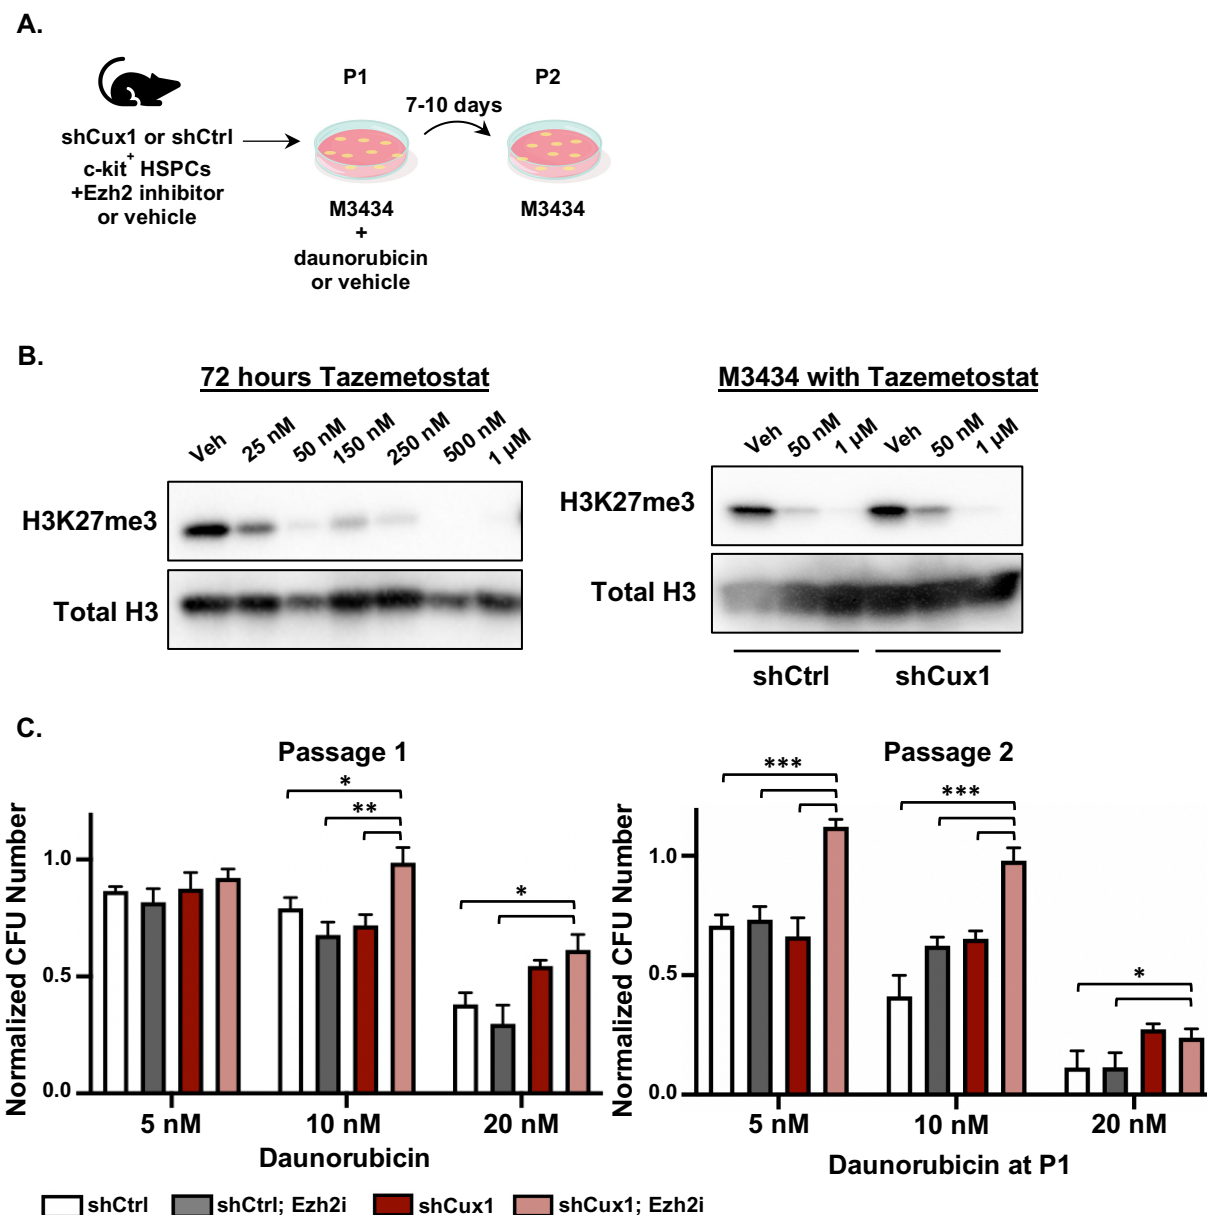 A.
P1
P2
7-10 days
shCux1 or shCtrl
c-kit+ HSPCs
+Ezh2 inhibitor
or vehicle
M3434
+
daunorubicin
or vehicle
M3434
B.
72 hours Tazemetostat
Veh 25 nM 50 nM 150 nM 250 nM 500 nM 1 µM
H3K27me3
Total H3
M3434 with Tazemetostat
Veh 50 nM 1 µM Veh 50 nM 1 µM
H3K27me3
Total H3
shCtrl shCux1
C.
Passage 1
Normalized CFU Number
1.0
0.5
0.0
*
**
*
5 nM 10 nM 20 nM
Daunorubicin
Passage 2
Normalized CFU Number
1.0
0.5
0.0
***
***
*
5 nM 10 nM 20 nM
Daunorubicin at P1
shCtrl shCtrl; Ezh2i shCux1 shCux1; Ezh2i